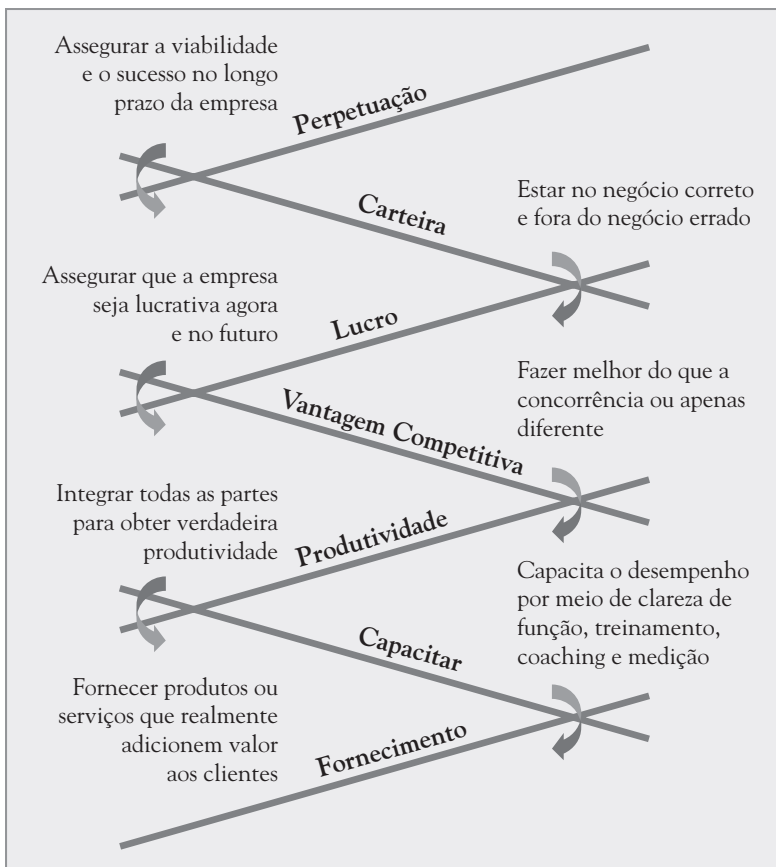 Assegurar a viabilidade
e o sucesso no longo
prazo da empresa
Perpetuação
Carteira
Estar no negócio correto
e fora do negócio errado
Assegurar que a empresa
seja lucrativa agora
e no futuro
Lucro
Vantagem Competitiva
Fazer melhor do que a
concorrência ou apenas
diferente
Integrar todas as partes
para obter verdadeira
produtividade
Produtividade
Capacitar
Capacita o desempenho
por meio de clareza de
função, treinamento,
coaching e medição
Fornecer produtos ou
serviços que realmente
adicionem valor
aos clientes
Fornecimento